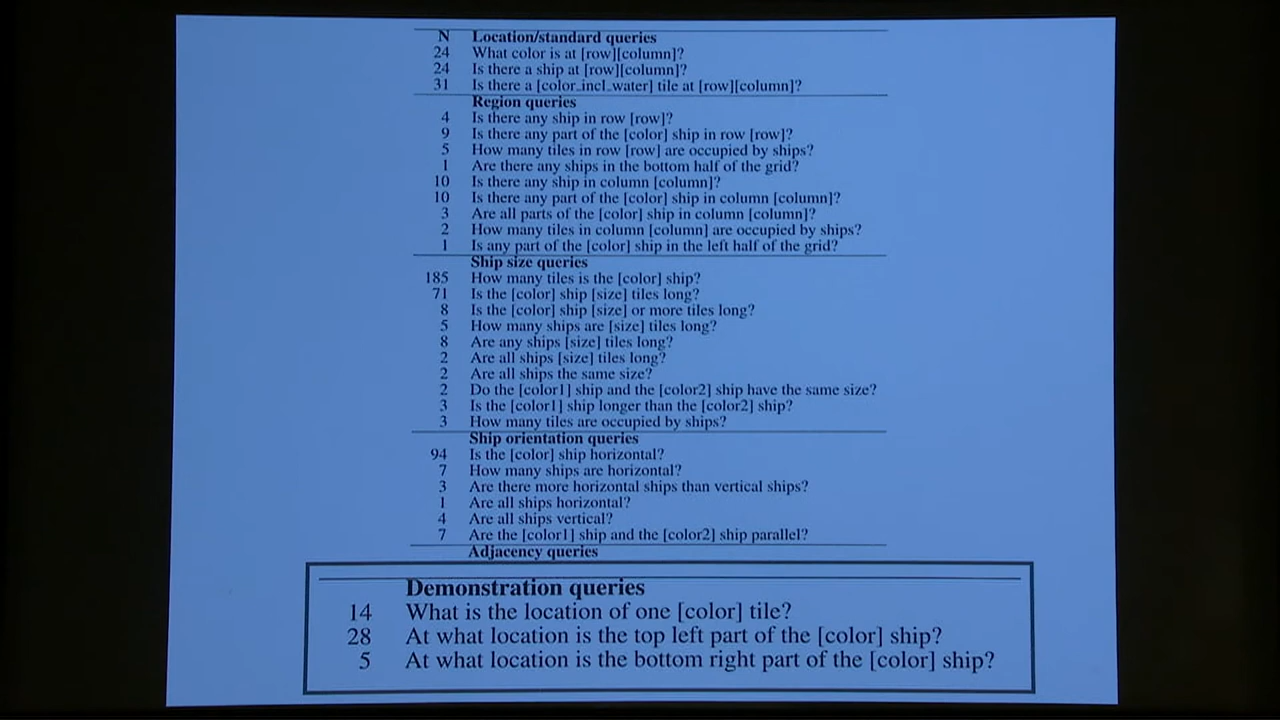 N Location/standard queries
24 What color is at [row][column]?
24 Is there a ship at [row][column]?
31 Is there a [color_incl_water] tile at [row][column]?
Region queries
4 Is there any ship in row [row]?
9 Is there any part of the [color] ship in row [row]?
5 How many tiles in row [row] are occupied by ships?
1 Are there any ships in the bottom half of the grid?
10 Is there any ship in column [column]?
10 Is there any part of the [color] ship in column [column]?
3 Are all parts of the [color] ship in column [column]?
2 How many tiles in column [column] are occupied by ships?
1 Is any part of the [color] ship in the left half of the grid?
Ship size queries
185 How many tiles is the [color] ship?
71 Is the [color] ship [size] tiles long?
8 Is the [color] ship [size] or more tiles long?
5 How many ships are [size] tiles long?
8 Are any ships [size] tiles long?
2 Are all ships [size] tiles long?
2 Are all ships the same size?
2 Do the [color1] ship and the [color2] ship have the same size?
3 Is the [color1] ship longer than the [color2] ship?
3 How many tiles are occupied by ships?
Ship orientation queries
94 Is the [color] ship horizontal?
7 How many ships are horizontal?
3 Are there more horizontal ships than vertical ships?
1 Are all ships horizontal?
4 Are all ships vertical?
7 Are the [color1] ship and the [color2] ship parallel?
Adjacency queries
Demonstration queries
14 What is the location of one [color] tile?
28 At what location is the top left part of the [color] ship?
5 At what location is the bottom right part of the [color] ship?